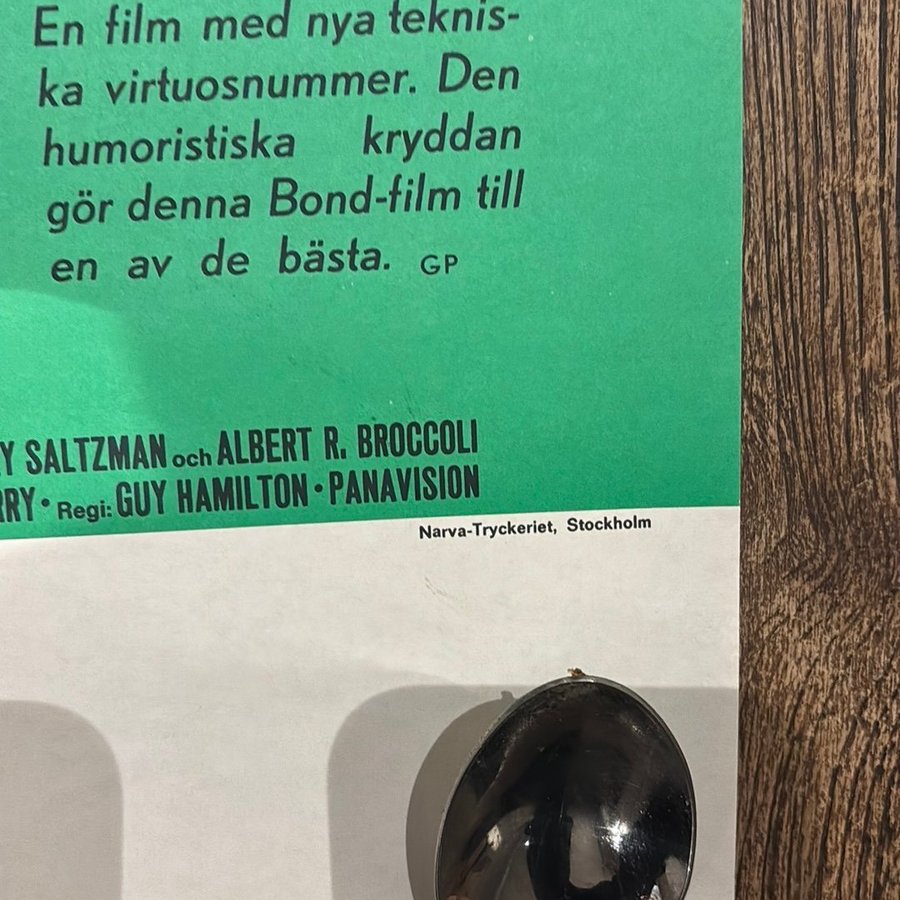 En film med nya teknis-
ka virtuosnummer. Den
humoristiska kryddan
gör denna Bond-film till
en av de bästa. GP
Y SALTZMAN och ALBERT R. BROCCOLI
RRY • Regi: GUY HAMILTON • PANAVISION
Narva-Tryckeriet, Stockholm